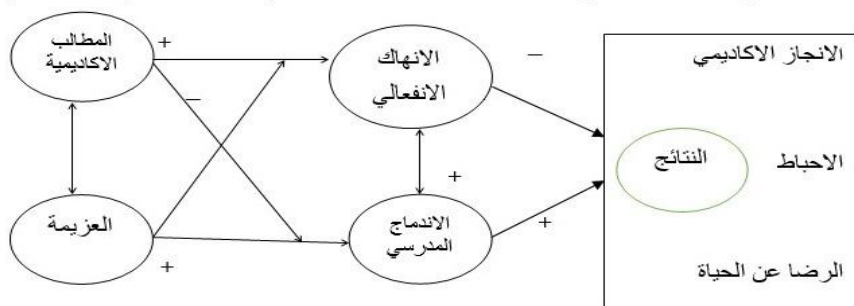 المطالب
الاكاديمية
+
–
الانهاك
الانفعالي
–
الانجاز الاكاديمي
النتائج
الاحباط
العزيمة
+
الاندماج
المدرسي
+
+
الرضا عن الحياة